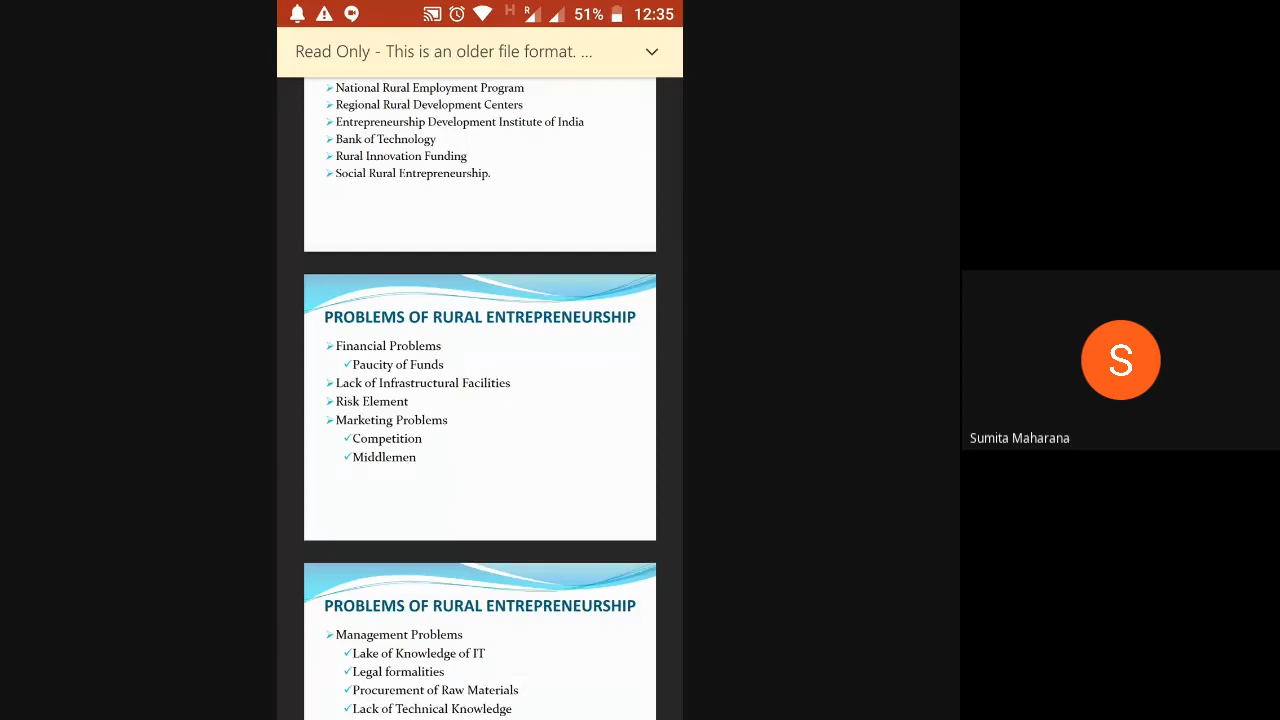 H R 51% 12:35
Read Only - This is an older file format. ...
National Rural Employment Program
Regional Rural Development Centers
Entrepreneurship Development Institute of India
Bank of Technology
Rural Innovation Funding
Social Rural Entrepreneurship.
PROBLEMS OF RURAL ENTREPRENEURSHIP
Financial Problems
Paucity of Funds
Lack of Infrastructural Facilities
Risk Element
Marketing Problems
Competition
Middlemen
PROBLEMS OF RURAL ENTREPRENEURSHIP
Management Problems
Lake of Knowledge of IT
Legal formalities
Procurement of Raw Materials
Lack of Technical Knowledge
S
Sumita Maharana